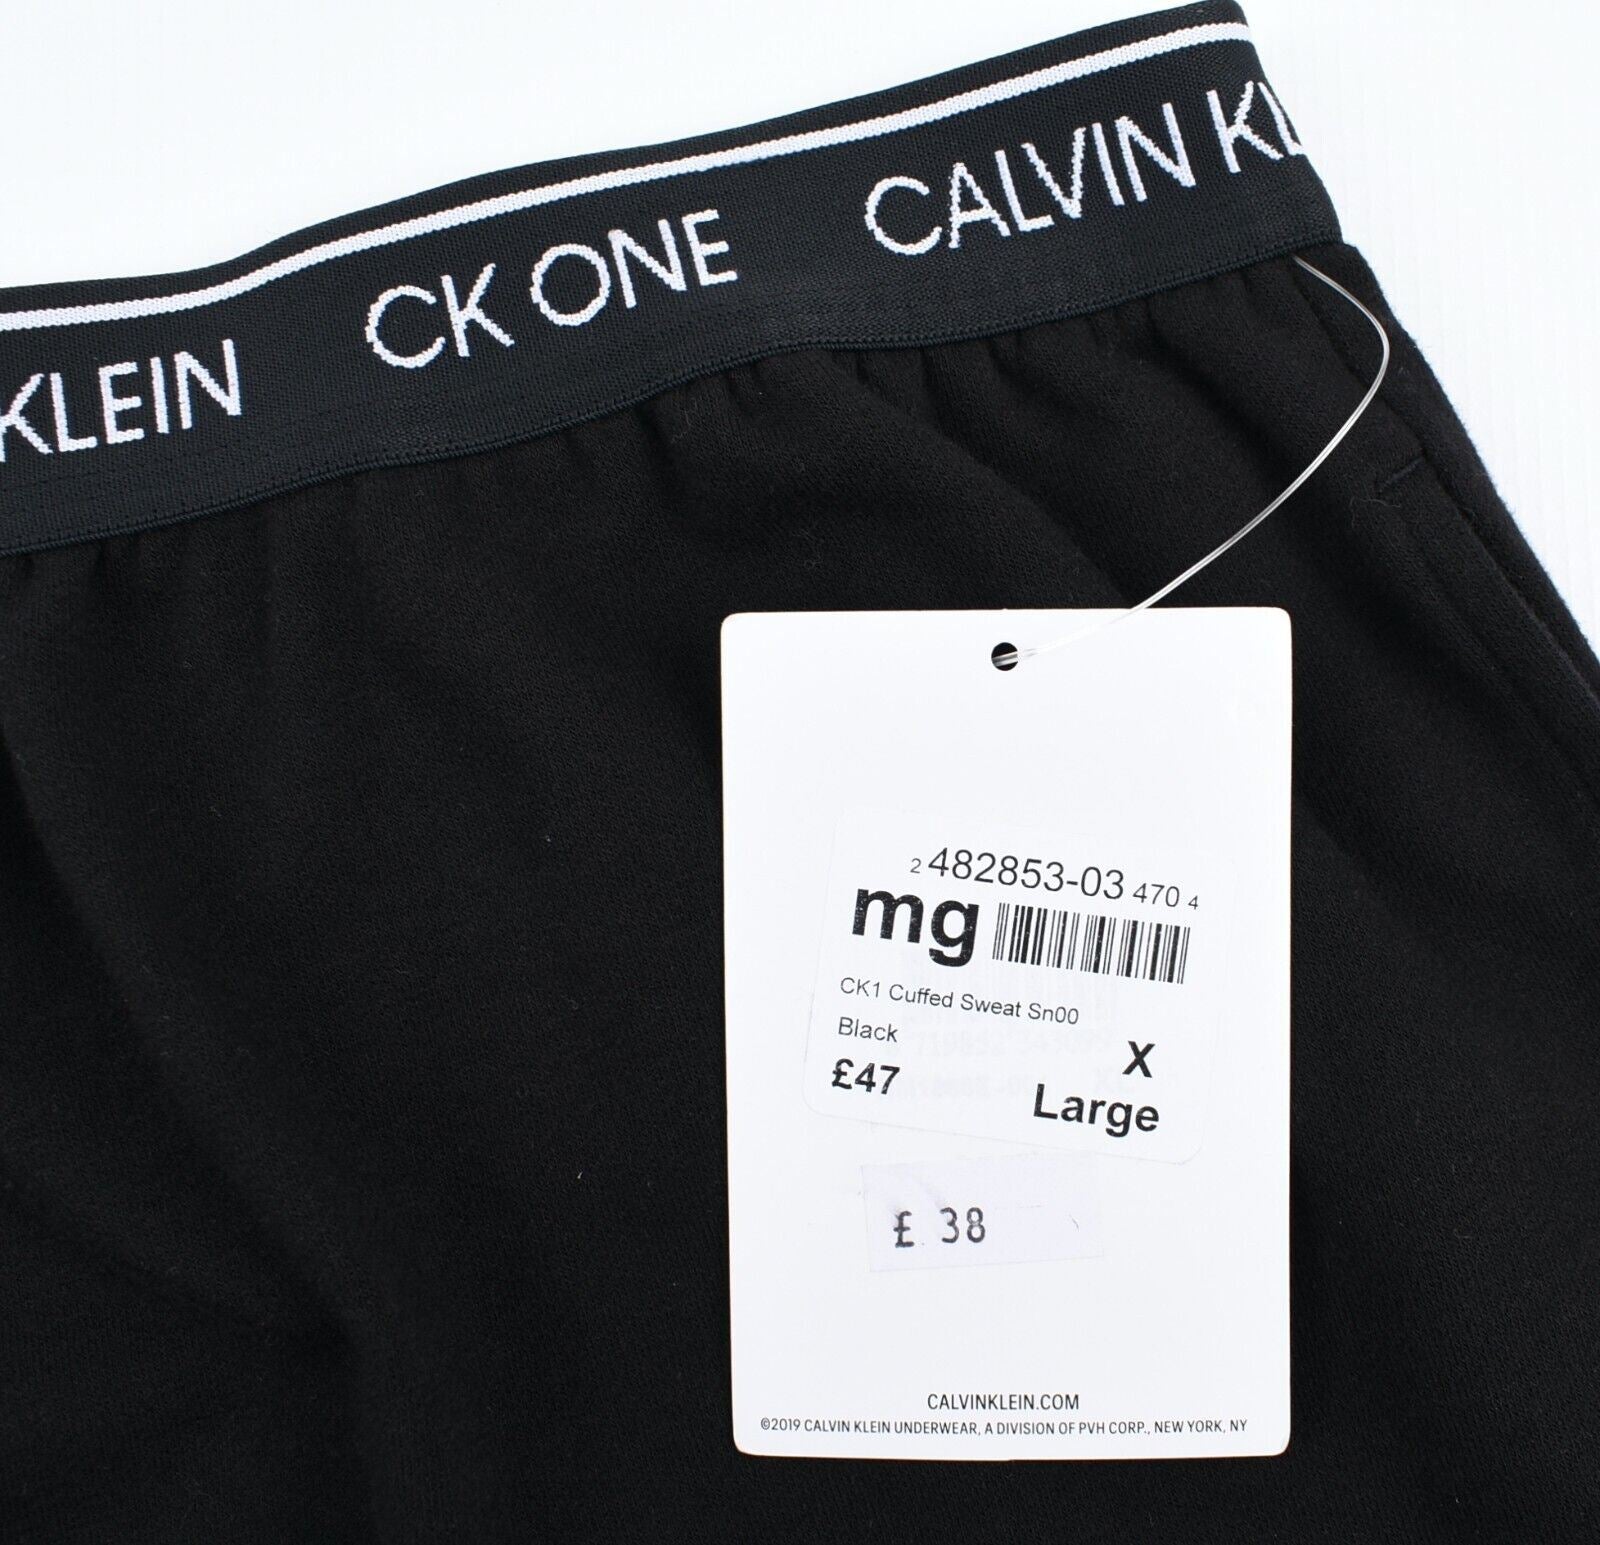 KLEIN CK ONE CALVIN KL
2 482853-03 470 4
mg
CK1 Cuffed Sweat Sn00
Black
£47
X
Large
£ 38
CALVINKLEIN.COM
©2019 CALVIN KLEIN UNDERWEAR, A DIVISION OF PVH CORP., NEW YORK, NY